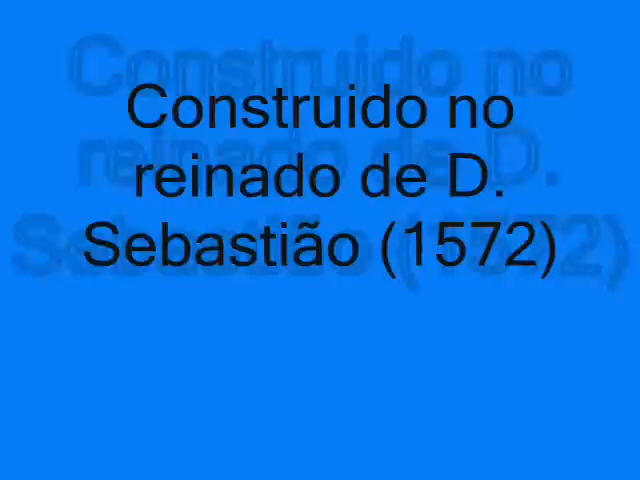 Construido no
reinado de D.
Sebastião (1572)